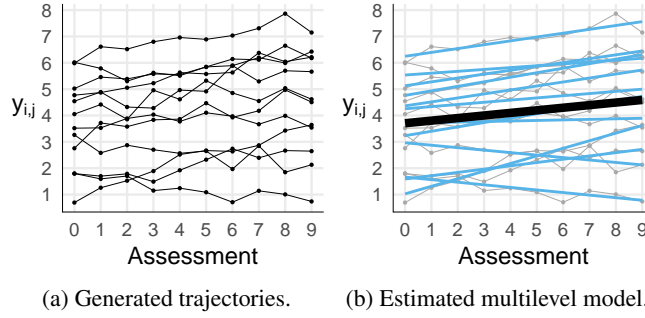 8
7
6
5
4
3
2
1
y i,j
0 1 2 3 4 5 6 7 8 9
Assessment
(a) Generated trajectories.
8
7
6
5
4
3
2
1
y i,j
0 1 2 3 4 5 6 7 8 9
Assessment
(b) Estimated multilevel model.